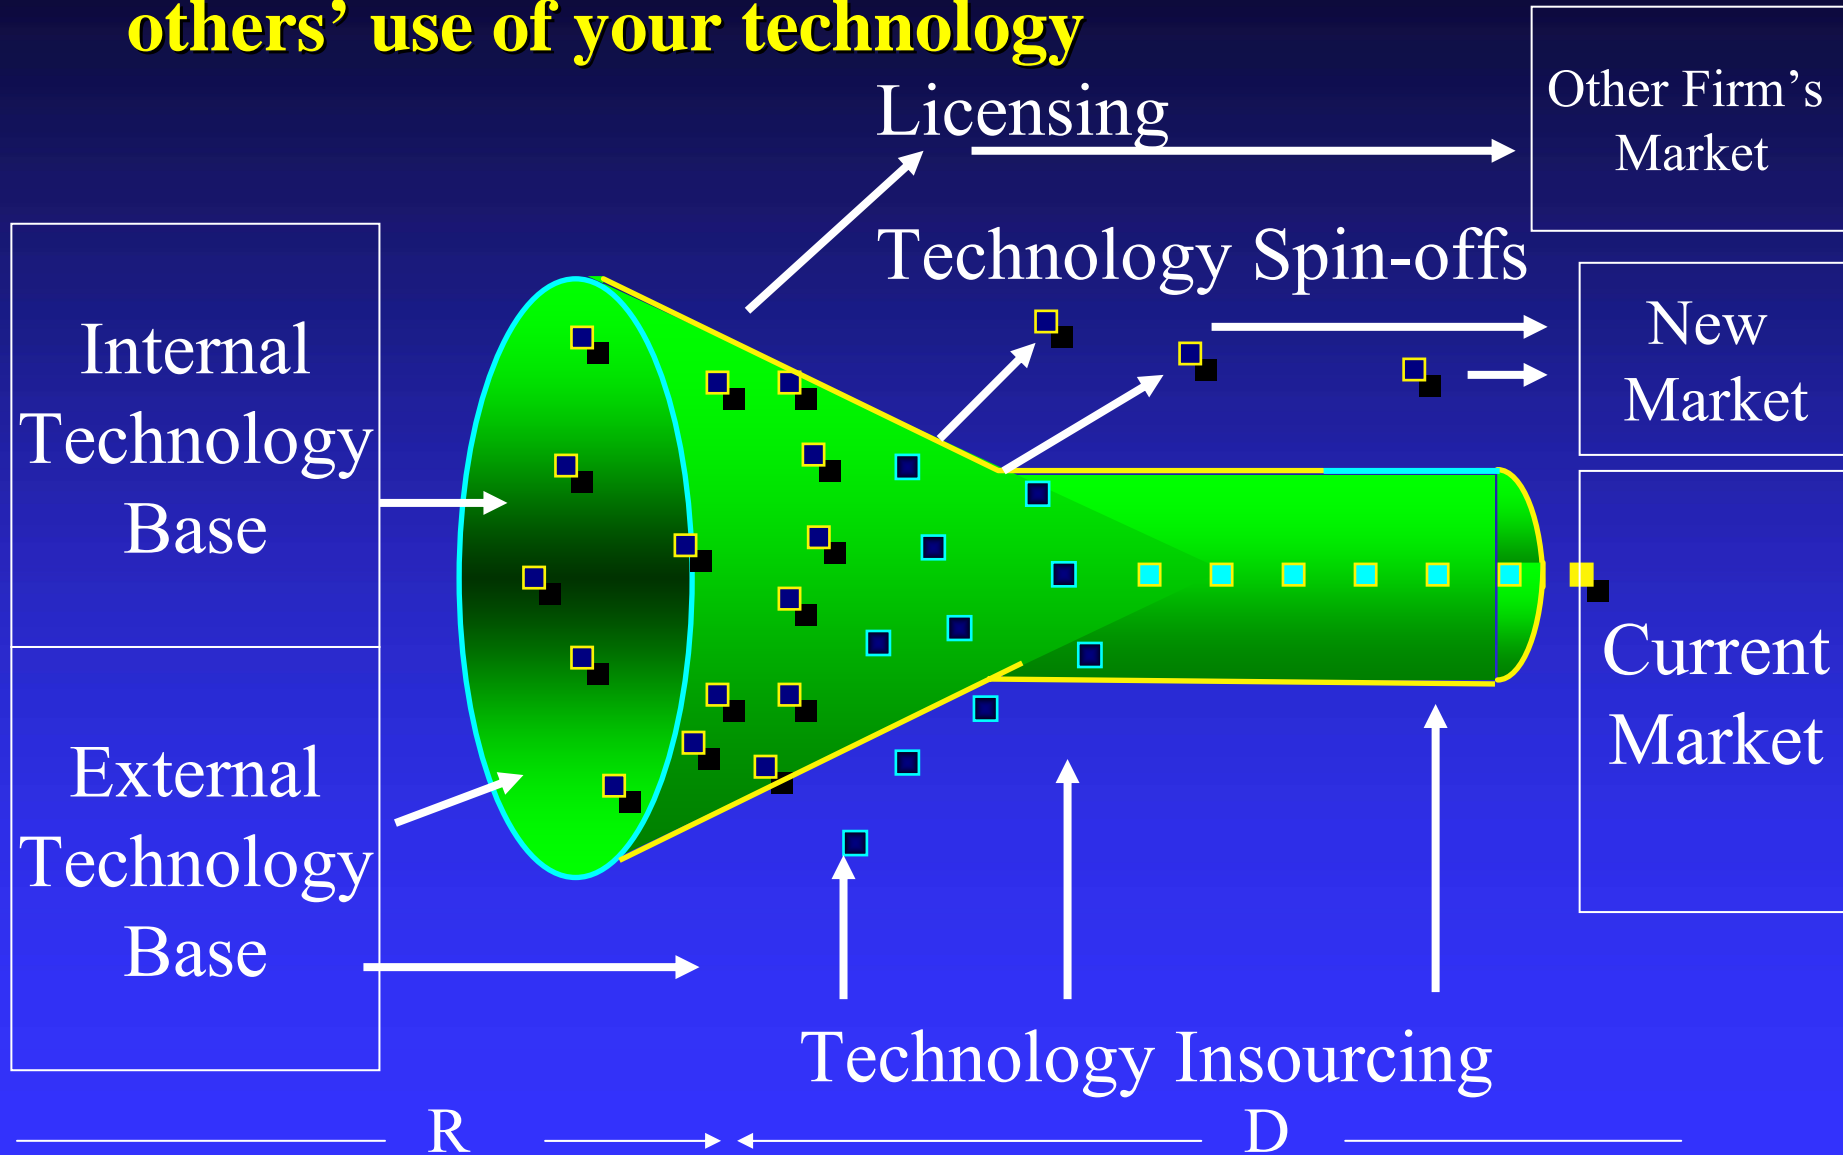 others’ use of your technology
Licensing
Other Firm’s
Market
Technology Spin-offs
New
Market
Internal
Technology
Base
External
Technology
Base
Current
Market
Technology Insourcing
R
D